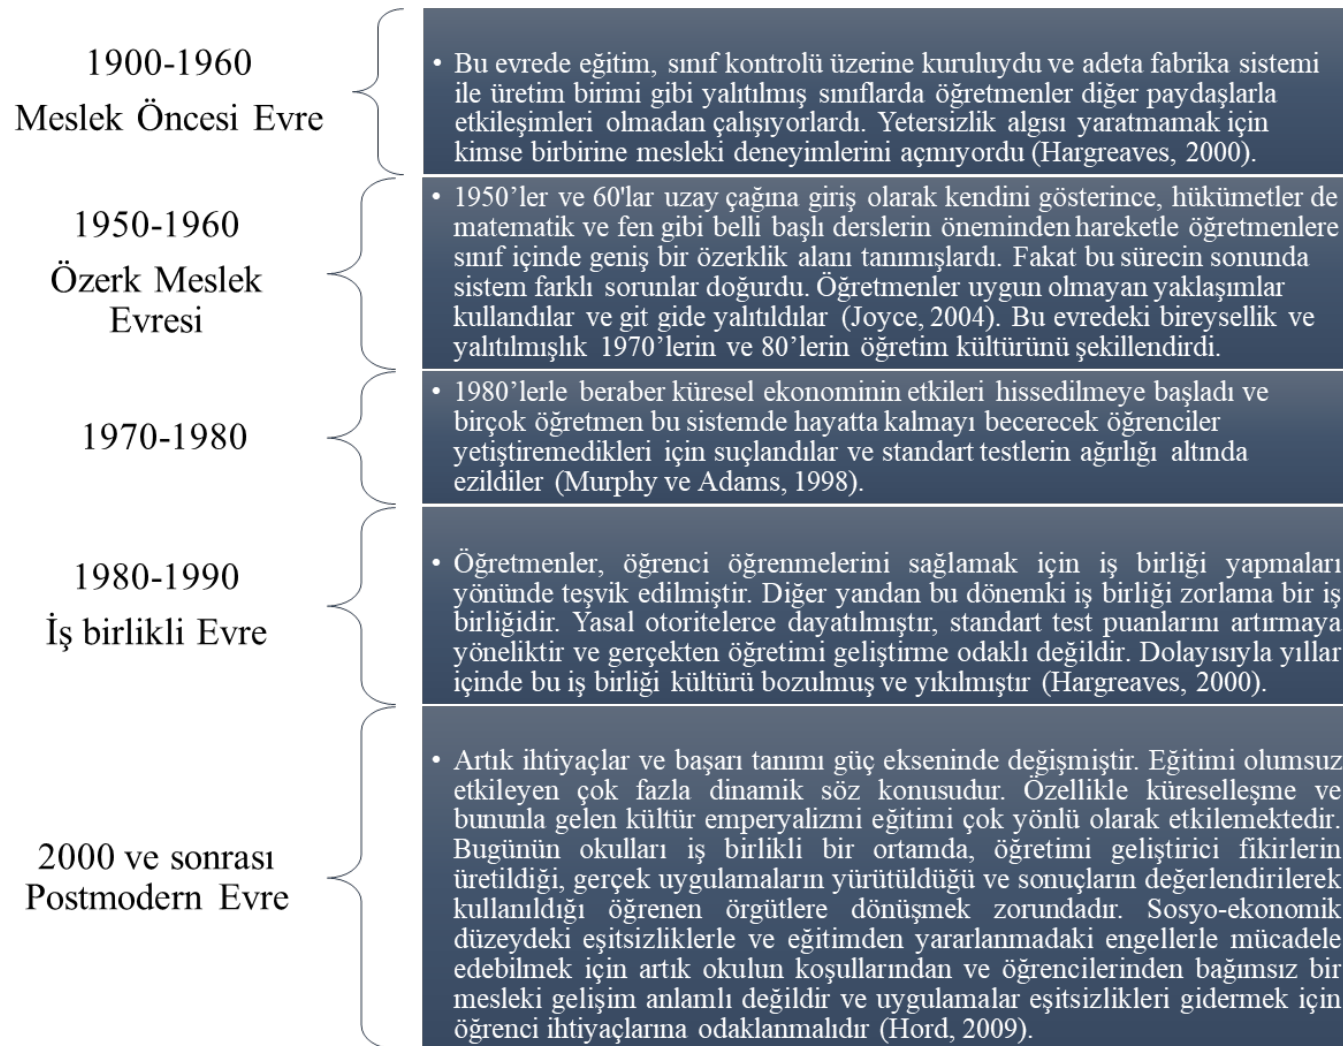 1900-1960
Meslek Öncesi Evre
• Bu evrede eğitim, sınıf kontrolü üzerine kuruluydu ve adeta fabrika sistemi
ile üretim birimi gibi yalıtılmış sınıflarda öğretmenler diğer paydaşlarla
etkileşimleri olmadan çalışıyorlardı. Yetersizlik algısı yaratmamak için
kimse birbirine mesleki deneyimlerini açmıyordu (Hargreaves, 2000).
1950-1960
Özerk Meslek
Evresi
• 1950’ler ve 60'lar uzay çağına giriş olarak kendini gösterince, hükümetler de
matematik ve fen gibi belli başlı derslerin öneminden hareketle öğretmenlere
sınıf içinde geniş bir özerklik alanı tanımışlardı. Fakat bu sürecin sonunda
sistem farklı sorunlar doğurdu. Öğretmenler uygun olmayan yaklaşımlar
kullandılar ve git gide yalıtıldılar (Joyce, 2004). Bu evredeki bireysellik ve
yalıtılmışlık 1970’lerin ve 80’lerin öğretim kültürünü şekillendirdi.
1970-1980
• 1980’lerle beraber küresel ekonominin etkileri hissedilmeye başladı ve
birçok öğretmen bu sistemde hayatta kalmayı becerecek öğrenciler
yetiştiremedikleri için suçlandılar ve standart testlerin ağırlığı altında
ezildiler (Murphy ve Adams, 1998).
1980-1990
İş birlikli Evre
• Öğretmenler, öğrenci öğrenmelerini sağlamak için iş birliği yapmaları
yönünde teşvik edilmiştir. Diğer yandan bu dönemki iş birliği zorlama bir iş
birliğidir. Yasal otoritelerce dayatılmıştır, standart test puanlarını artırmaya
yöneliktir ve gerçekten öğretimi geliştirme odaklı değildir. Dolayısıyla yıllar
içinde bu iş birliği kültürü bozulmuş ve yıkılmıştır (Hargreaves, 2000).
2000 ve sonrası
Postmodern Evre
• Artık ihtiyaçlar ve başarı tanımı güç ekseninde değişmiştir. Eğitimi olumsuz
etkileyen çok fazla dinamik söz konusudur. Özellikle küreselleşme ve
bununla gelen kültür emperyalizmi eğitimi çok yönlü olarak etkilemektedir.
Bugünün okulları iş birlikli bir ortamda, öğretimi geliştirici fikirlerin
üretildiği, gerçek uygulamaların yürütüldüğü ve sonuçların değerlendirilerek
kullanıldığı öğrenen örgütlere dönüşmek zorundadır. Sosyo-ekonomik
düzeydeki eşitsizliklerle ve eğitimden yararlanmadaki engellerle mücadele
edebilmek için artık okulun koşullarından ve öğrencilerinden bağımsız bir
mesleki gelişim anlamlı değildir ve uygulamalar eşitsizlikleri gidermek için
öğrenci ihtiyaçlarına odaklanmalıdır (Hord, 2009).